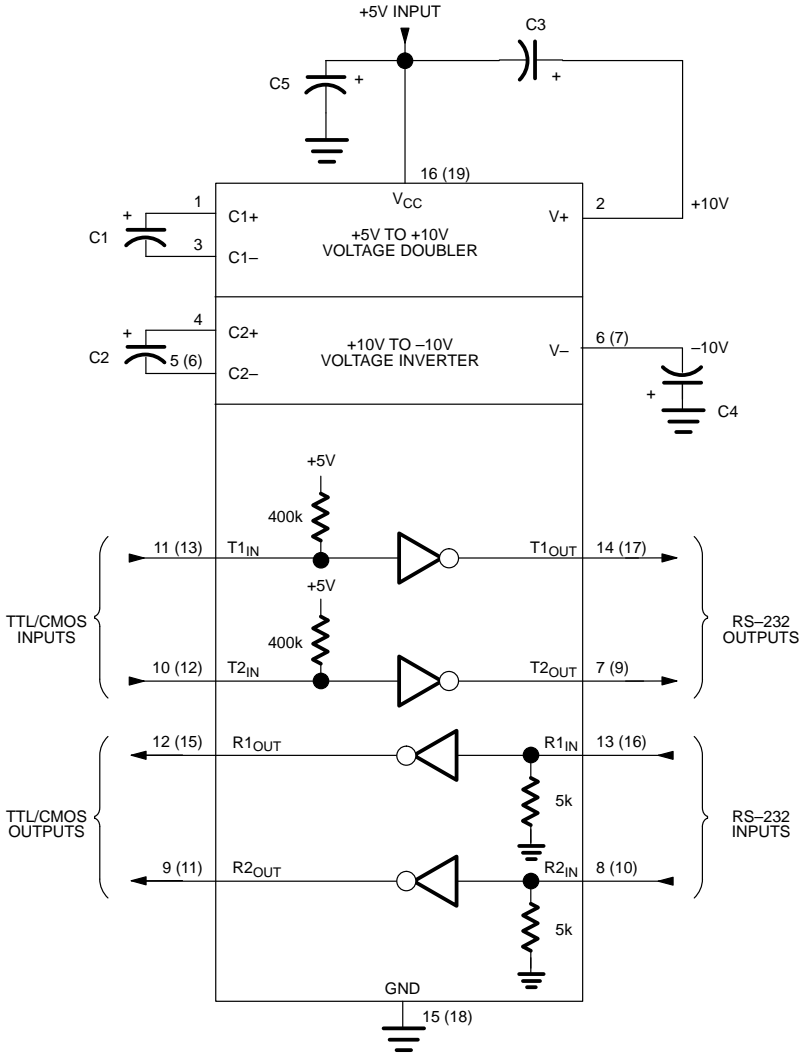 +5V INPUT
C3
C5
+
+
16 (19)
VCC
1
C1+
V+
2
+10V
+
C1
+5V TO +10V
VOLTAGE DOUBLER
3
C1–
4
C2+
+
C2
+10V TO –10V
VOLTAGE INVERTER
V–
6 (7)
–10V
5 (6)
C2–
+
C4
+5V
400k
11 (13)
T1IN
T1OUT
14 (17)
+5V
TTL/CMOS
INPUTS
RS–232
OUTPUTS
400k
10 (12)
T2IN
T2OUT
7 (9)
12 (15)
R1OUT
R1IN
13 (16)
5k
TTL/CMOS
OUTPUTS
RS–232
INPUTS
9 (11)
R2OUT
R2IN
8 (10)
5k
GND
15 (18)